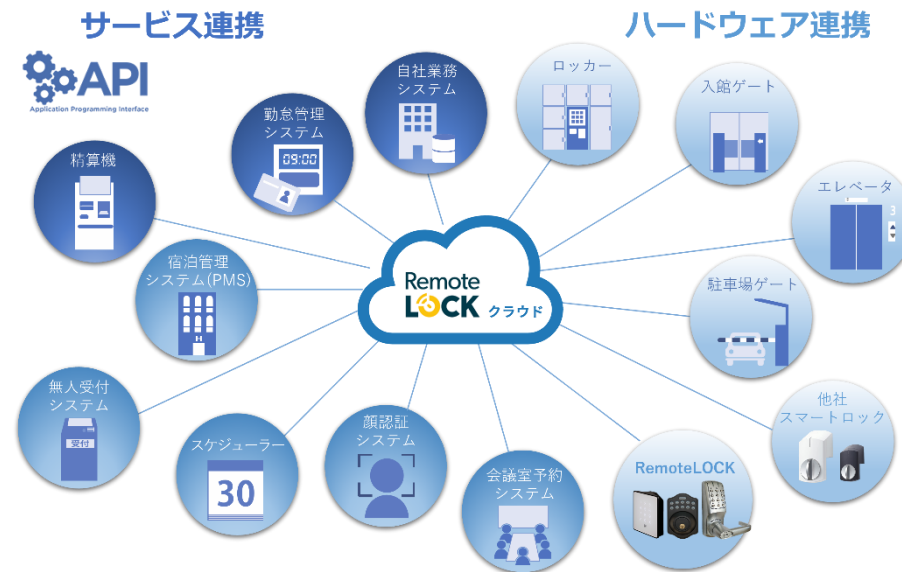 サービス連携
ハードウェア連携
API
Application Programming Interface
自社業務
システム
ロッカー
入館ゲート
勤怠管理
システム
09:00
精算機
エレベータ
3
宿泊管理
システム(PMS)
H
Remote
LOCK クラウド
駐車場ゲート
無人受付
システム
受付
スケジューラー
30
顔認証
システム
会議室予約
システム
RemoteLOCK
他社
スマートロック